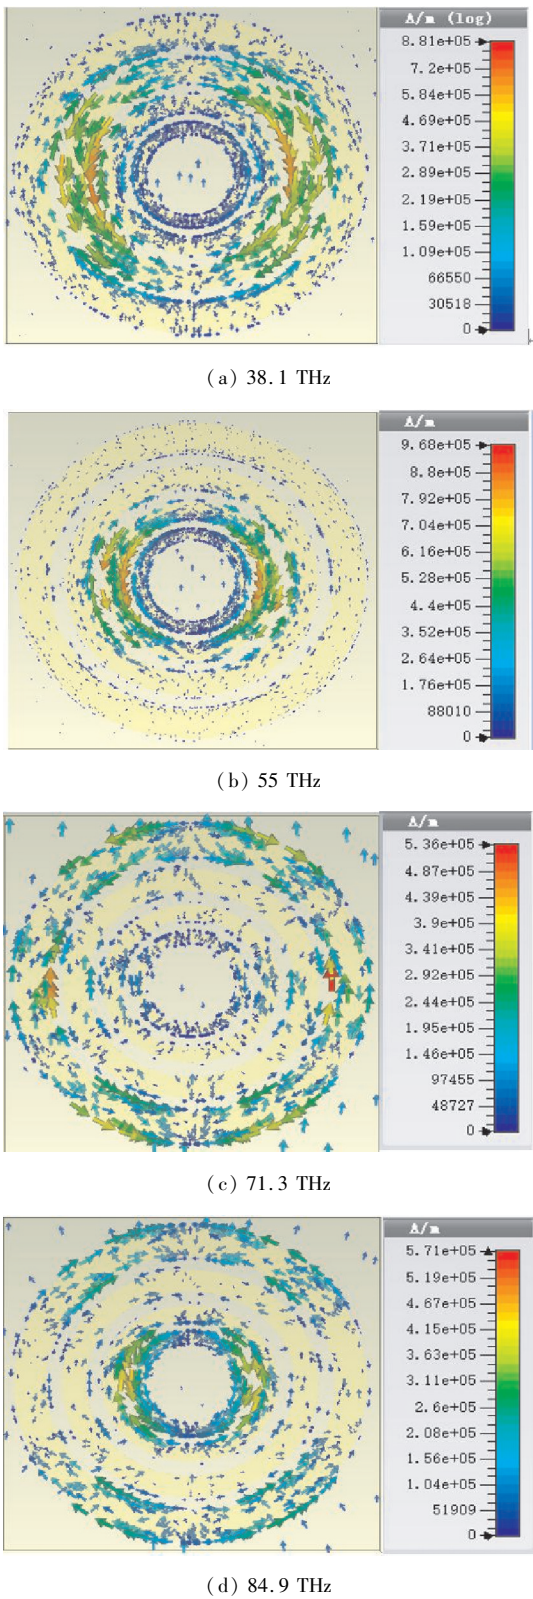 A/m (log)
8.81e+05
7.2e+05
5.84e+05
4.69e+05
3.71e+05
2.89e+05
2.19e+05
1.59e+05
1.09e+05
66550
30518
0
(a) 38.1 THz
A/m
9.68e+05
8.8e+05
7.92e+05
7.04e+05
6.16e+05
5.28e+05
4.4e+05
3.52e+05
2.64e+05
1.76e+05
88010
0
(b) 55 THz
A/m
5.36e+05
4.87e+05
4.39e+05
3.9e+05
3.41e+05
2.92e+05
2.44e+05
1.95e+05
1.46e+05
97455
48727
0
(c) 71.3 THz
A/m
5.71e+05
5.19e+05
4.67e+05
4.15e+05
3.63e+05
3.11e+05
2.6e+05
2.08e+05
1.56e+05
1.04e+05
51909
0
(d) 84.9 THz